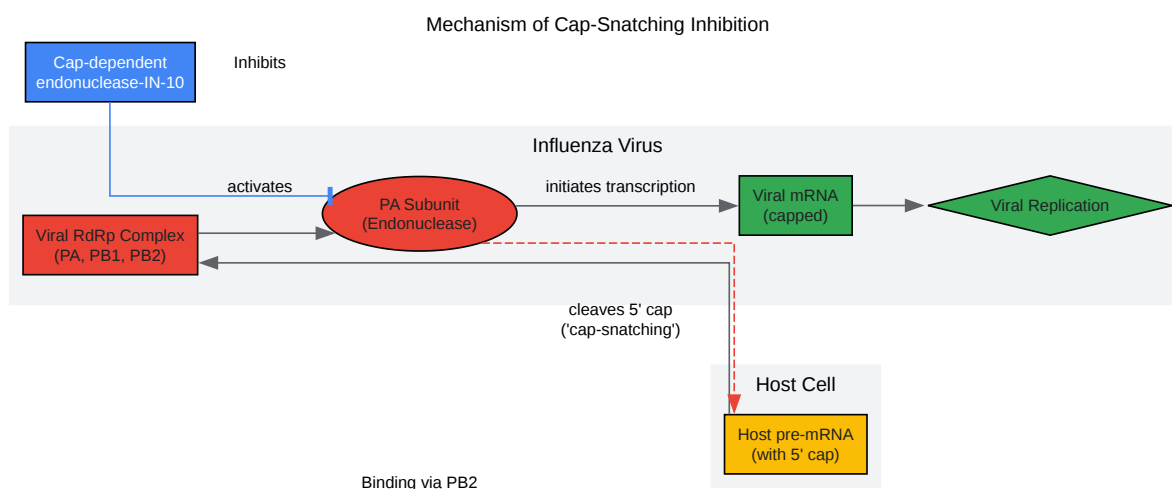 Mechanism of Cap-Snatching Inhibition
Cap-dependent
endonuclease-IN-10
Inhibits
Influenza Virus
activates
initiates transcription
PA Subunit
(Endonuclease)
Viral mRNA
(capped)
Viral Replication
Viral RdRp Complex
(PA, PB1, PB2)
cleaves 5' cap
('cap-snatching')
Host Cell
Host pre-mRNA
(with 5' cap)
Binding via PB2